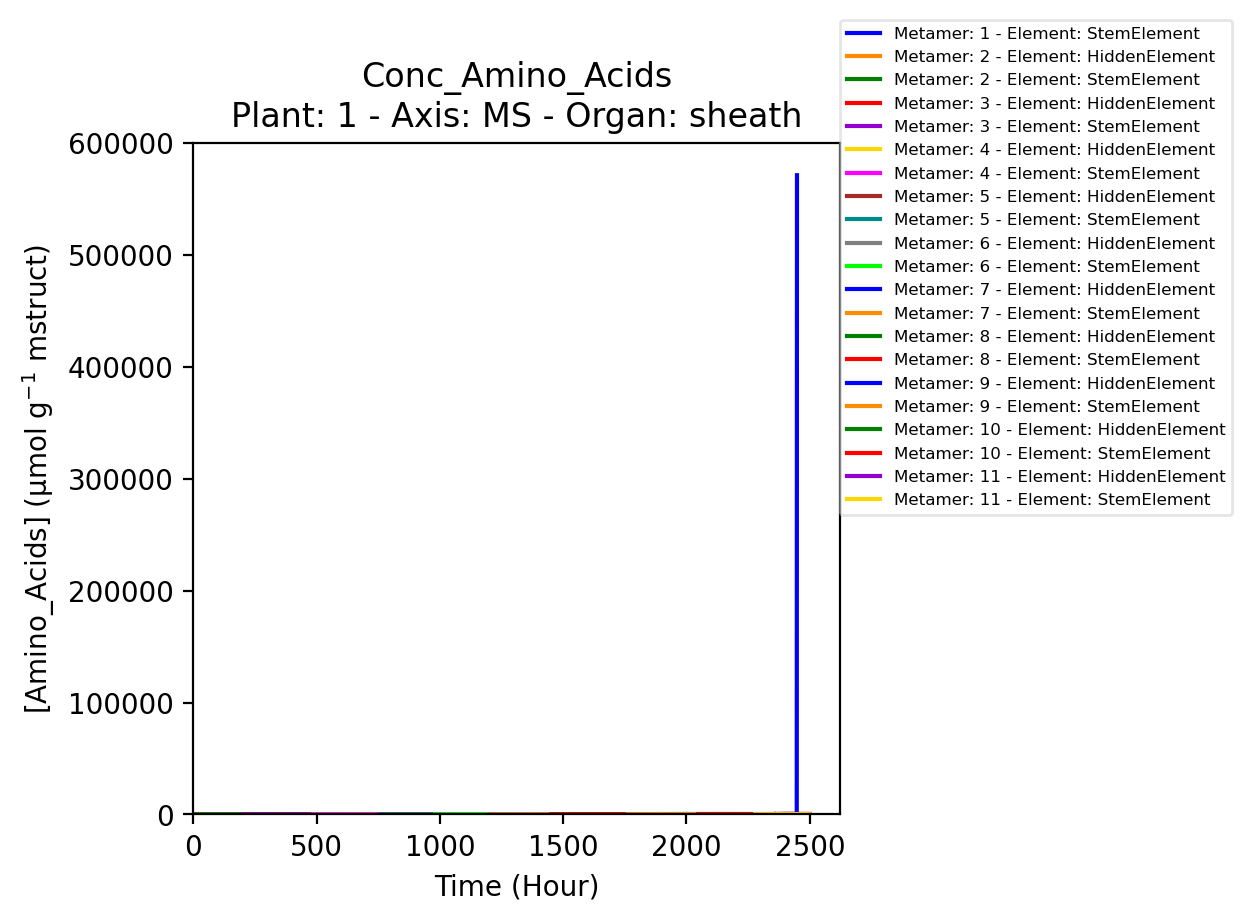 Conc_Amino_Acids
Plant: 1 - Axis: MS - Organ: sheath
600000
500000
400000
300000
200000
100000
0
[Amino_Acids] (µmol g⁻¹ mstruct)
0
500
1000
1500
2000
2500
Time (Hour)
Metamer: 1 - Element: StemElement
Metamer: 2 - Element: HiddenElement
Metamer: 2 - Element: StemElement
Metamer: 3 - Element: HiddenElement
Metamer: 3 - Element: StemElement
Metamer: 4 - Element: HiddenElement
Metamer: 4 - Element: StemElement
Metamer: 5 - Element: HiddenElement
Metamer: 5 - Element: StemElement
Metamer: 6 - Element: HiddenElement
Metamer: 6 - Element: StemElement
Metamer: 7 - Element: HiddenElement
Metamer: 7 - Element: StemElement
Metamer: 8 - Element: HiddenElement
Metamer: 8 - Element: StemElement
Metamer: 9 - Element: HiddenElement
Metamer: 9 - Element: StemElement
Metamer: 10 - Element: HiddenElement
Metamer: 10 - Element: StemElement
Metamer: 11 - Element: HiddenElement
Metamer: 11 - Element: StemElement